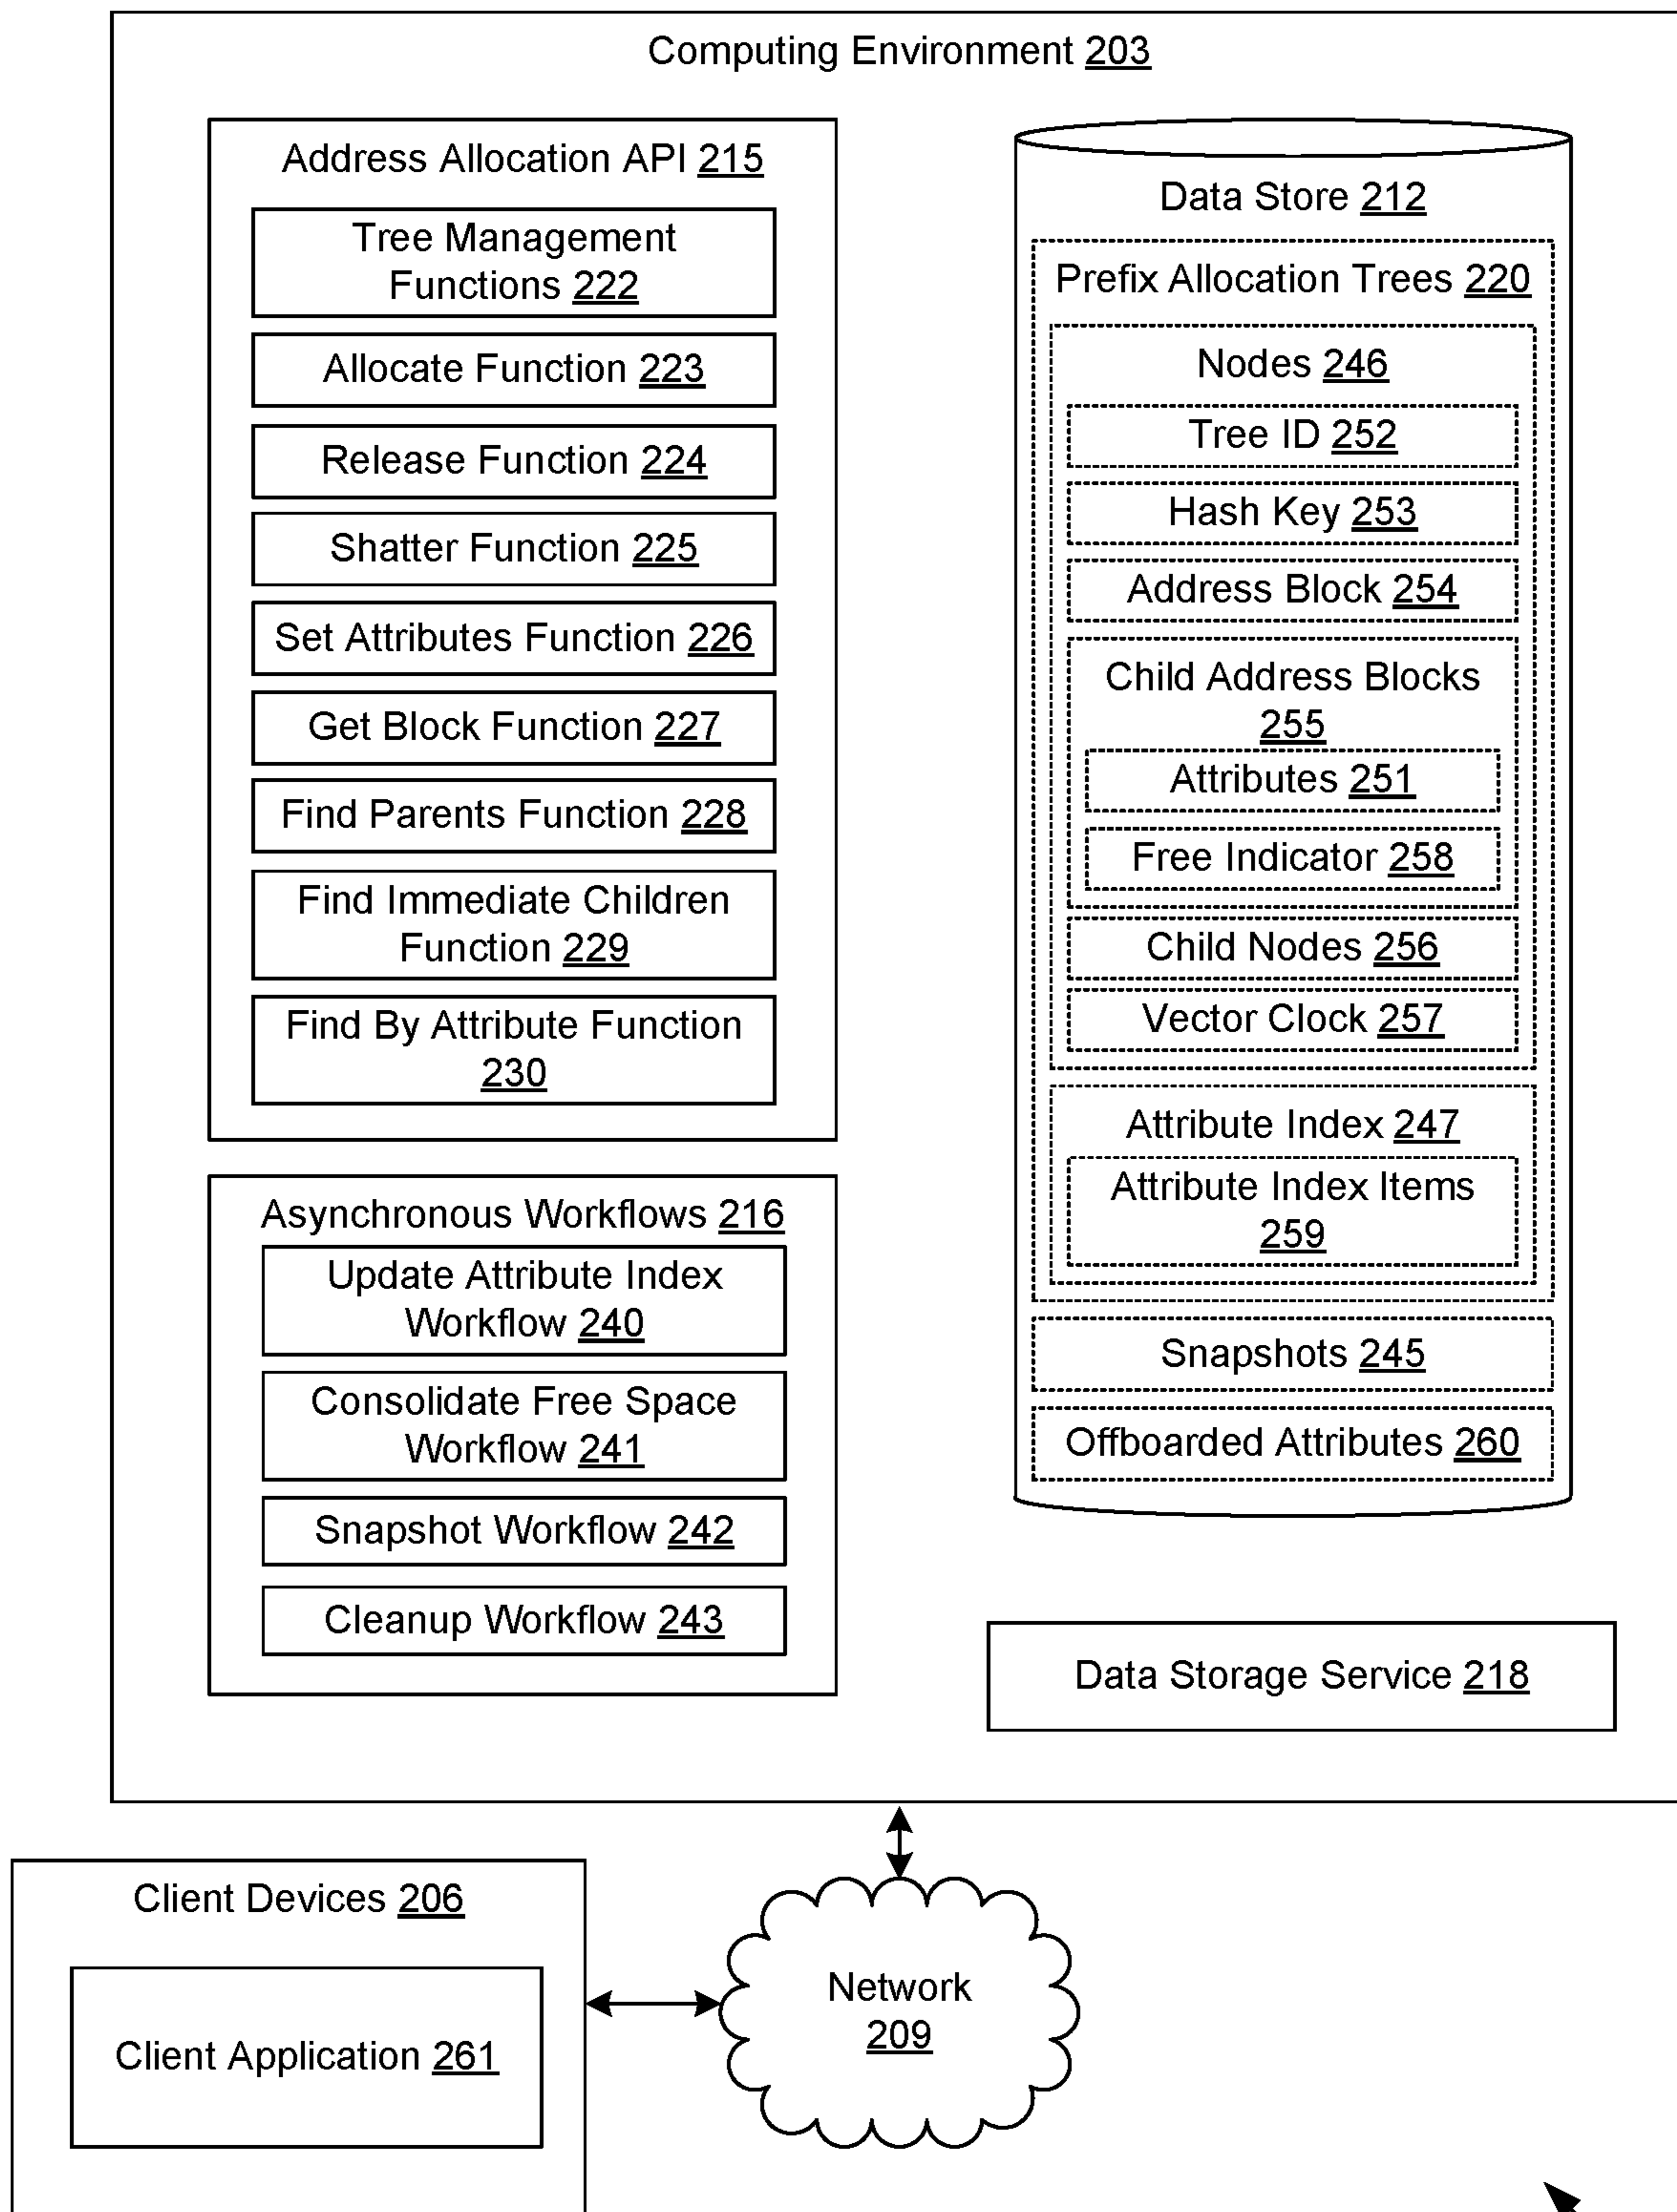 Computing Environment 203
Address Allocation API 215
Tree Management
Functions 222
Allocate Function 223
Release Function 224
Shatter Function 225
Set Attributes Function 226
Get Block Function 227
Find Parents Function 228
Find Immediate Children
Function 229
Find By Attribute Function
230
Asynchronous Workflows 216
Update Attribute Index
Workflow 240
Consolidate Free Space
Workflow 241
Snapshot Workflow 242
Cleanup Workflow 243
Data Store 212
Prefix Allocation Trees 220
Nodes 246
Tree ID 252
Hash Key 253
Address Block 254
Child Address Blocks
255
Attributes 251
Free Indicator 258
Child Nodes 256
Vector Clock 257
Attribute Index 247
Attribute Index Items
259
Snapshots 245
Offboarded Attributes 260
Data Storage Service 218
Client Devices 206
Client Application 261
Network
209